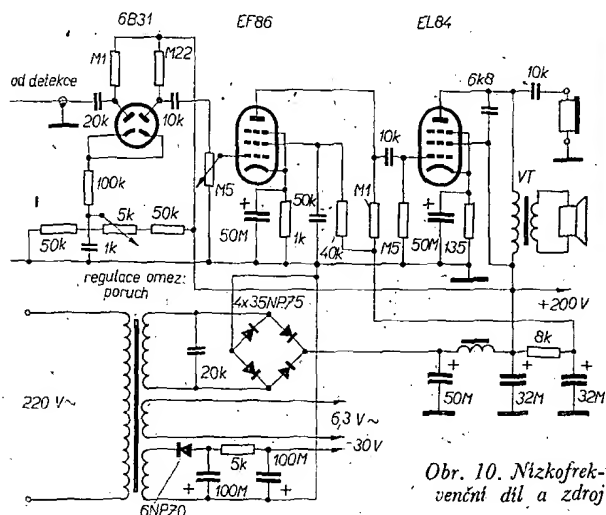 6B31
EF86
EL84
M1
M22
od detekce
20k
10k
M5
100k
50k
5k
50k
1k
regulace omez.
poruch
50M
1k
50k
40k
M1
10k
M5
50M
135
6k8
10k
VT
+200V
4x35NP75
20k
220 V~
6,3 V~
-30V
5k
100M
100M
6NP70
8k
50M
32M
32M
Obr. 10. Nízkofrek-
venční díl a zdroj